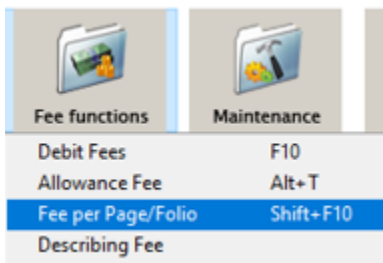 Fee functions Maintenance
Debit Fees F10
Allowance Fee Alt+T
Fee per Page/Folio Shift+F10
Describing Fee